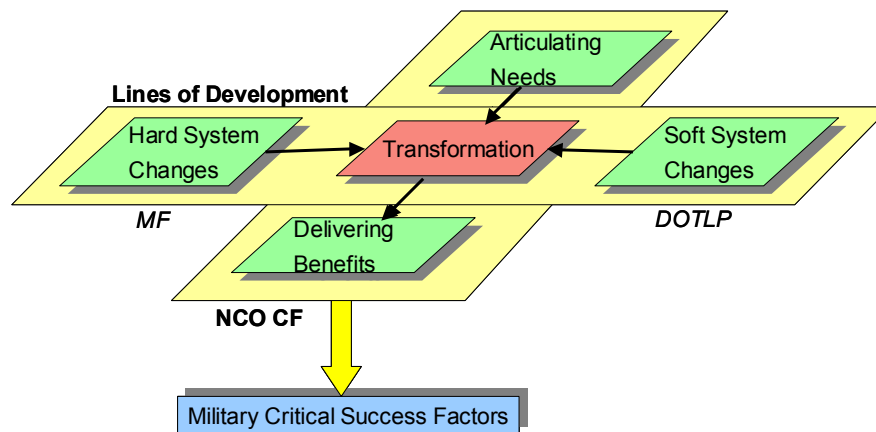 Articulating
Needs
Lines of Development
Hard System
Changes
Transformation
Soft System
Changes
MF
DOTLP
Delivering
Benefits
NCO CF
Military Critical Success Factors